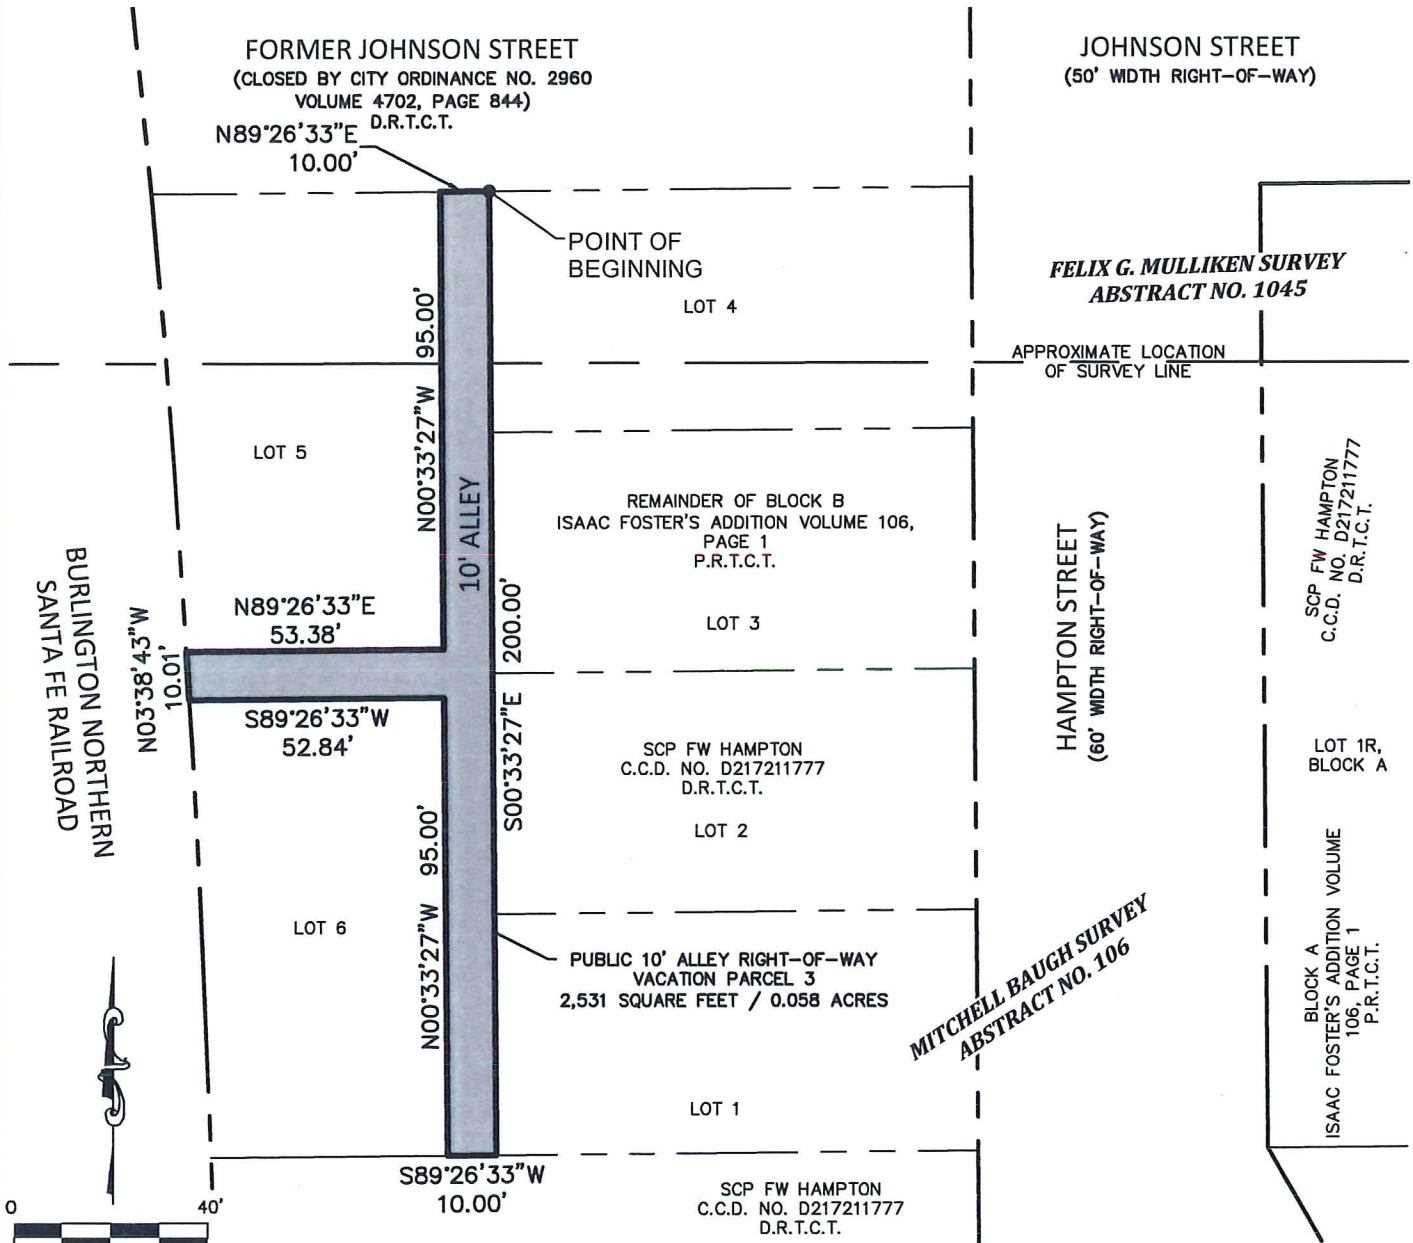 FORMER JOHNSON STREET
(CLOSED BY CITY ORDINANCE NO. 2960
VOLUME 4702, PAGE 844)
D.R.T.C.T.
JOHNSON STREET
(50' WIDTH RIGHT-OF-WAY)
N89°26'33"E
10.00'
POINT OF
BEGINNING
FELIX G. MULLIKEN SURVEY
ABSTRACT NO. 1045
LOT 4
95.00'
N00°33'27"W
APPROXIMATE LOCATION
OF SURVEY LINE
LOT 5
10' ALLEY
REMAINDER OF BLOCK B
ISAAC FOSTER'S ADDITION VOLUME 106,
PAGE 1
P.R.T.C.T.
SCP FW HAMPTON
C.C.D. NO. D217211777
D.R.T.C.T.
HAMPTON STREET
(60' WIDTH RIGHT-OF-WAY)
BURLINGTON NORTHERN
SANTA FE RAILROAD
N03°38'43"W
10.01'
N89°26'33"E
53.38'
200.00'
S00°33'27"E
LOT 3
S89°26'33"W
52.84'
SCP FW HAMPTON
C.C.D. NO. D217211777
D.R.T.C.T.
LOT 2
LOT 1R,
BLOCK A
95.00'
N00°33'27"W
LOT 6
PUBLIC 10' ALLEY RIGHT-OF-WAY
VACATION PARCEL 3
2,531 SQUARE FEET / 0.058 ACRES
MITCHELL BAUGH SURVEY
ABSTRACT NO. 106
BLOCK A
ISAAC FOSTER'S ADDITION VOLUME
106, PAGE 1
P.R.T.C.T.
LOT 1
S89°26'33"W
10.00'
SCP FW HAMPTON
C.C.D. NO. D217211777
D.R.T.C.T.
0 40'